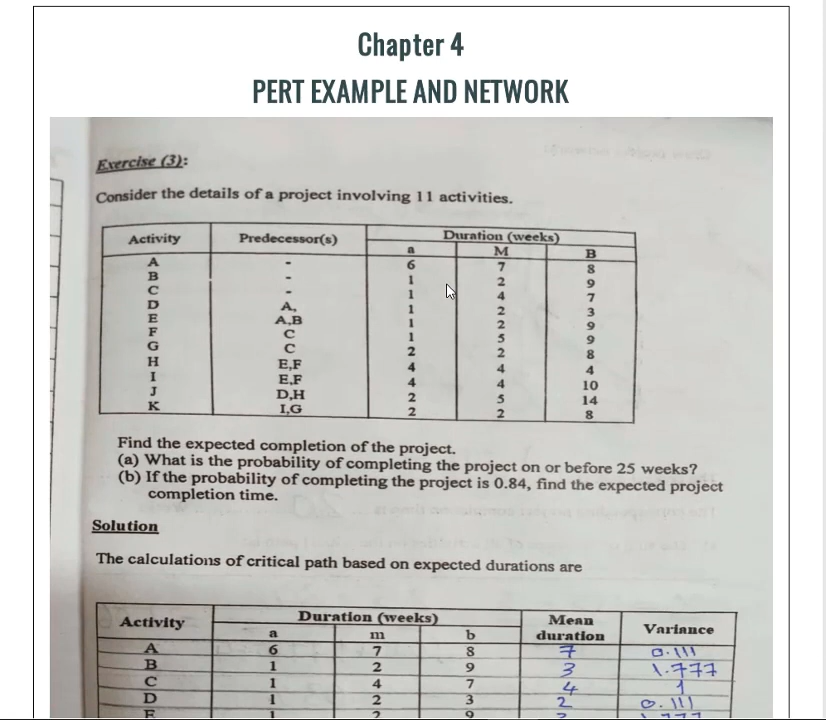 Chapter 4
PERT EXAMPLE AND NETWORK
Exercise (3):
Consider the details of a project involving 11 activities.
Activity Predecessor(s) Duration (weeks)
a M B
A - 6 7 8
B - 1 2 9
C - 1 4 7
D A, 1 2 3
E A,B 1 2 9
F C 1 5 9
G C 2 2 8
H E,F 4 4 4
I E,F 4 4 10
J D,H 2 5 14
K I,G 2 2 8
Find the expected completion of the project.
(a) What is the probability of completing the project on or before 25 weeks?
(b) If the probability of completing the project is 0.84, find the expected project
completion time.
Solution
The calculations of critical path based on expected durations are
Activity Duration (weeks) Mean duration Variance
a m b
A 6 7 8 7 0.111
B 1 2 9 3 1.777
C 1 4 7 4 1
D 1 2 3 2 0.111
E 1 2 9